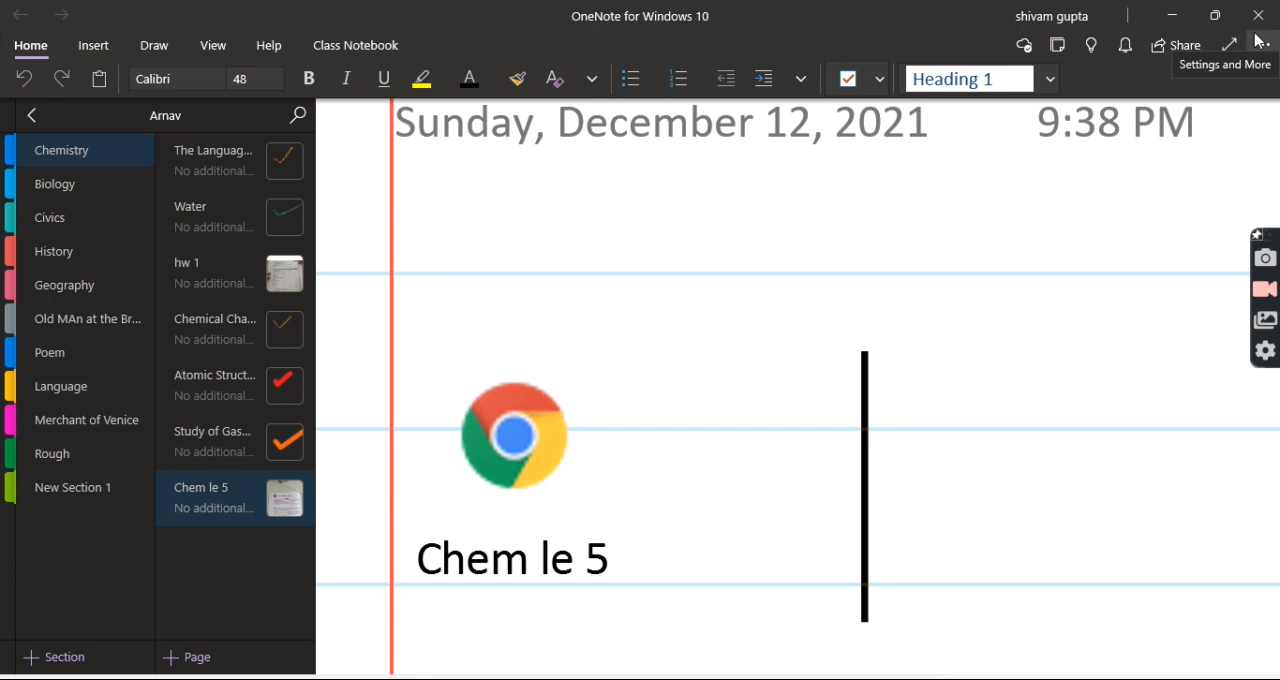 OneNote for Windows 10
shivam gupta
Home Insert Draw View Help Class Notebook
Share
Settings and More
Calibri 48 B I U A A Heading 1
Arnav
Chemistry
Biology
Civics
History
Geography
Old MAn at the Br...
Poem
Language
Merchant of Venice
Rough
New Section 1
Section
The Languag...
No additional...
Water
No additional...
hw 1
No additional...
Chemical Cha...
No additional...
Atomic Struct...
No additional...
Study of Gas...
No additional...
Chem le 5
No additional...
Page
Sunday, December 12, 2021 9:38 PM
Chem le 5